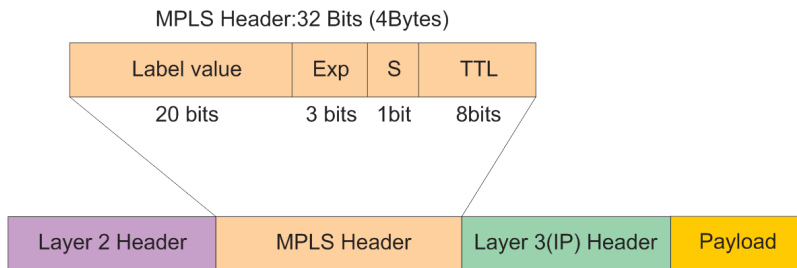 MPLS Header:32 Bits (4Bytes)
Label value Exp S TTL
20 bits 3 bits 1bit 8bits
Layer 2 Header MPLS Header Layer 3(IP) Header Payload